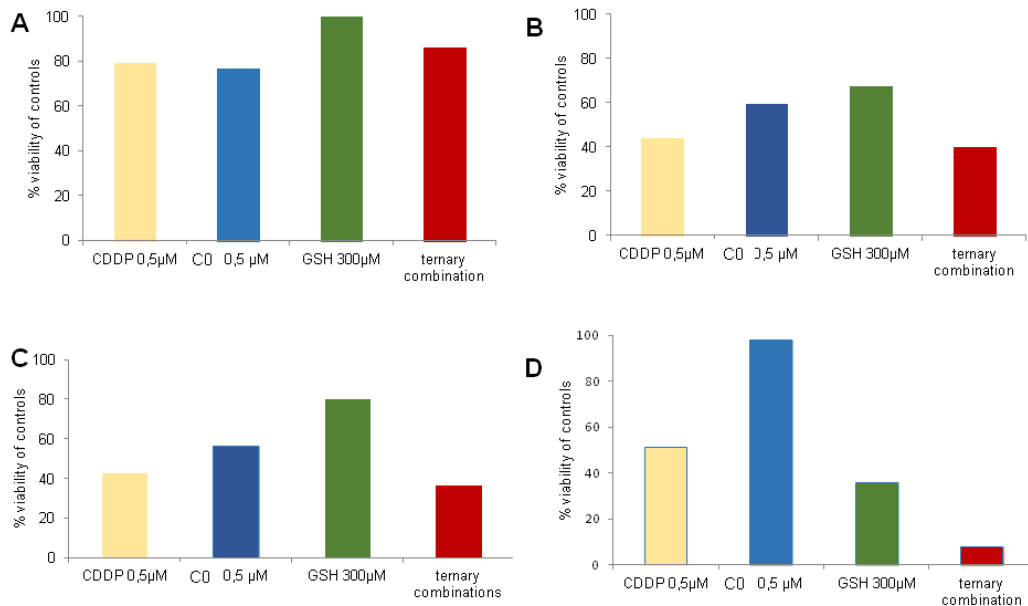 A
% viability of controls
100
80
60
40
20
0
CDDP 0,5µM
C0 0,5 µM
GSH 300µM
ternary
combination
B
% viability of controls
100
80
60
40
20
0
CDDP 0,5µM
C0 0,5 µM
GSH 300µM
ternary
combination
C
% viability of controls
100
80
60
40
20
0
CDDP 0,5µM
C0 0,5 µM
GSH 300µM
ternary
combinations
D
% viability of controls
100
80
60
40
20
0
CDDP 0,5µM
C0 0,5 µM
GSH 300µM
ternary
combination